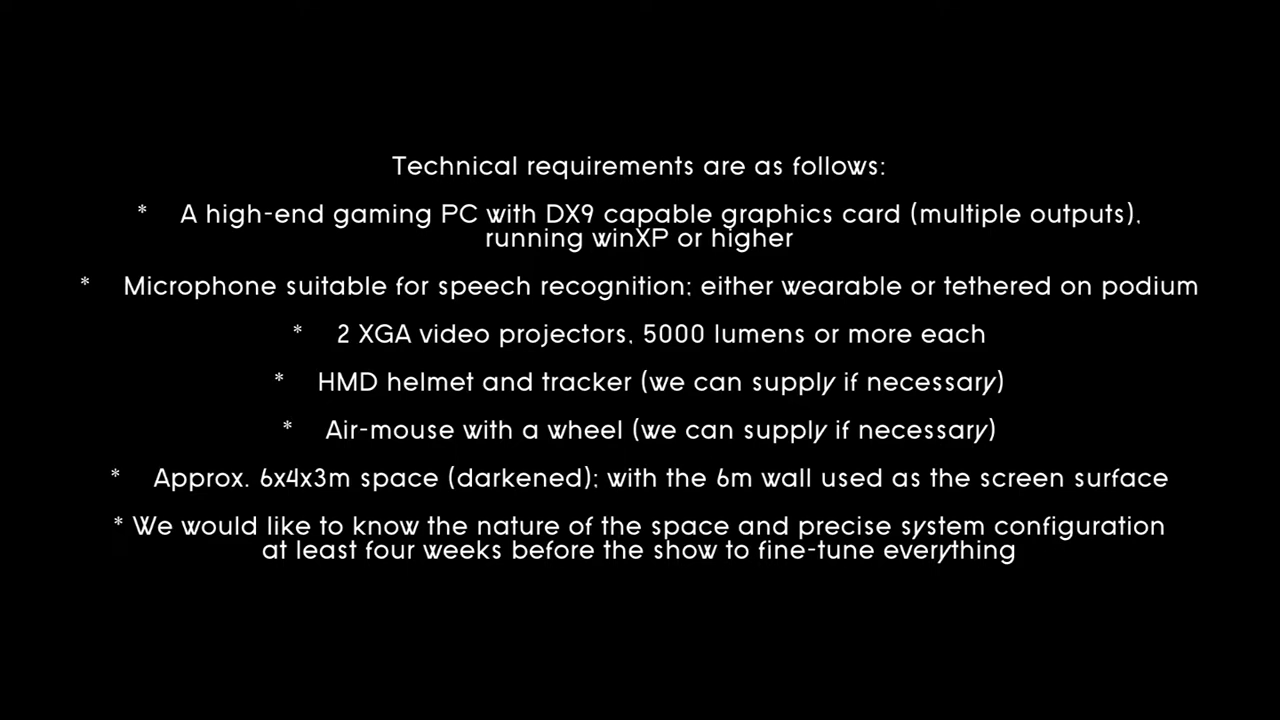 Technical requirements are as follows:
* A high-end gaming PC with DX9 capable graphics card (multiple outputs),
running winXP or higher
* Microphone suitable for speech recognition; either wearable or tethered on podium
* 2 XGA video projectors, 5000 lumens or more each
* HMD helmet and tracker (we can supply if necessary)
* Air-mouse with a wheel (we can supply if necessary)
* Approx. 6x4x3m space (darkened); with the 6m wall used as the screen surface
* We would like to know the nature of the space and precise system configuration
at least four weeks before the show to fine-tune everything